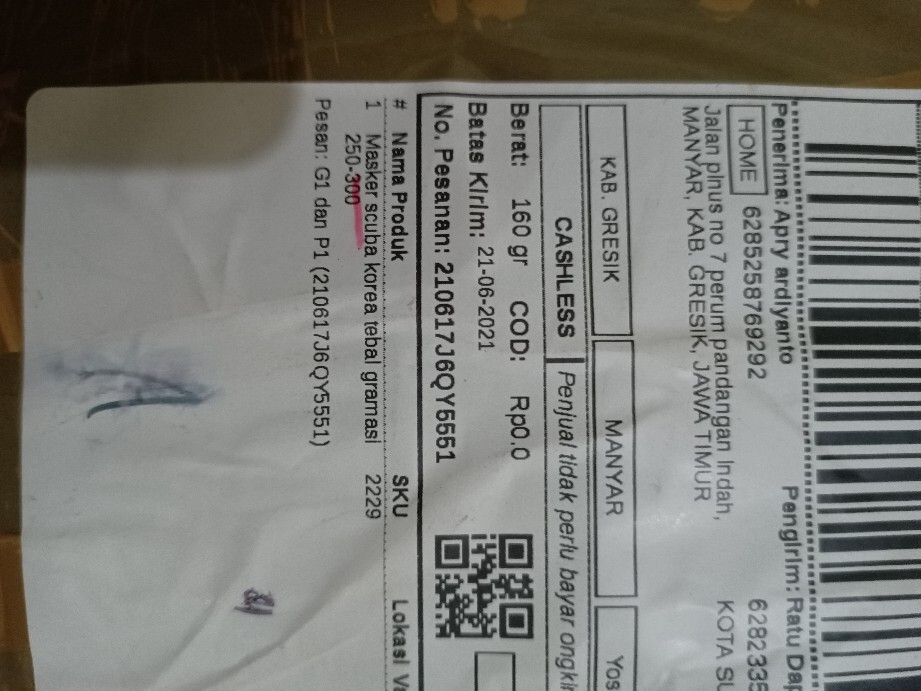 Penerima: Apry ardiyanto
Pengirim: Ratu Da
HOME 6285258769292
Jalan pinus no 7 perum pandangan Indah,
MANYAR, KAB. GRESIK, JAWA TIMUR
6282335
KOTA SU
KAB. GRESIK MANYAR Yos
CASHLESS Penjual tidak perlu bayar ongkir
Berat: 160 gr COD: Rp0,0
Batas Kirim: 21-06-2021
No. Pesanan: 210617J6QY5551
# Nama Produk SKU Lokasi V
1 Masker scuba korea tebal gramasi 2229
250-300
Pesan: G1 dan P1 (210617J6QY5551)